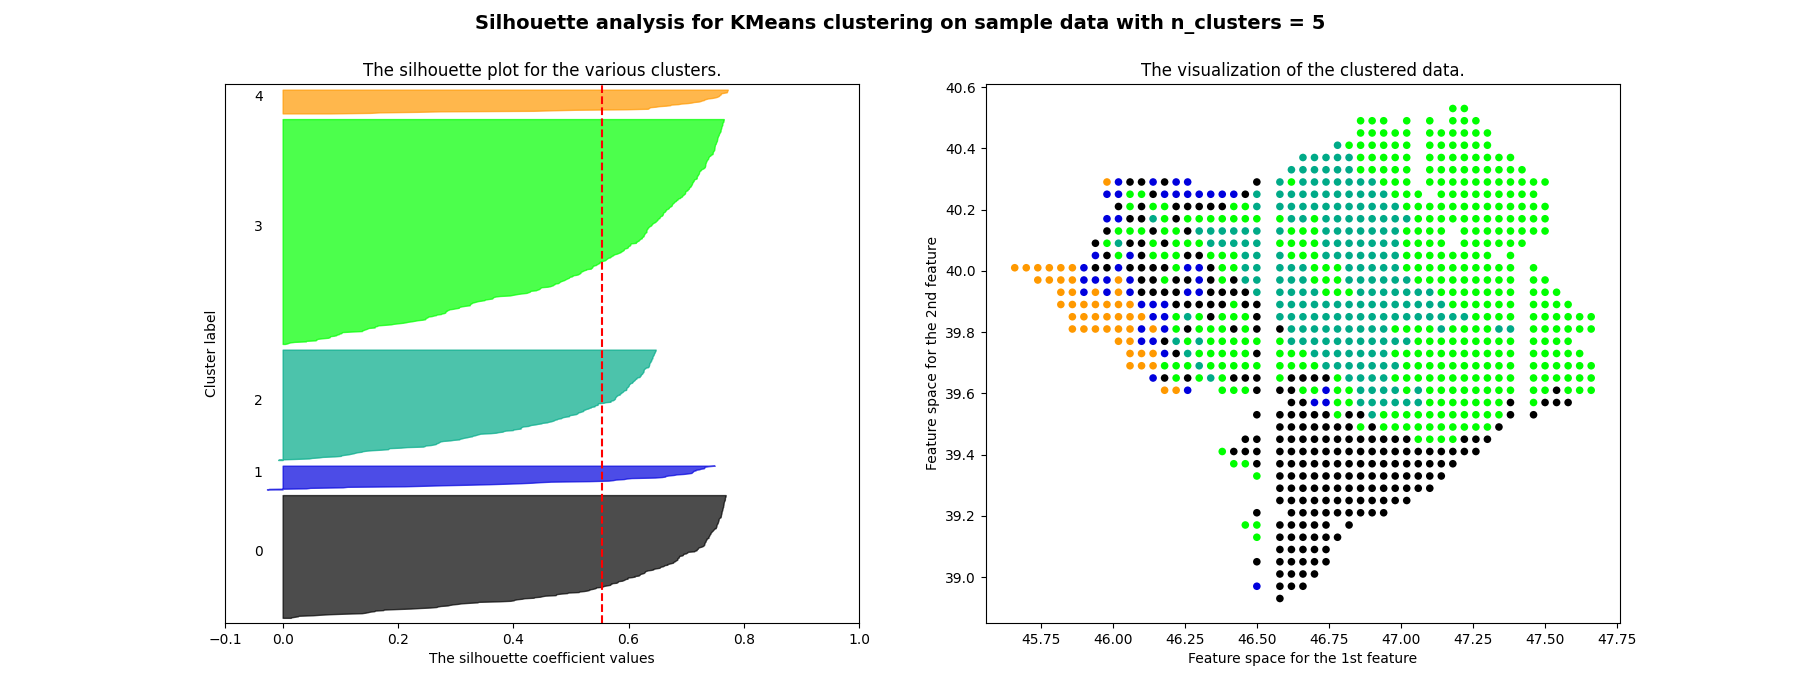 Silhouette analysis for KMeans clustering on sample data with n_clusters = 5
The silhouette plot for the various clusters.
4
3
2
1
0
Cluster label
−0.1 0.0 0.2 0.4 0.6 0.8 1.0
The silhouette coefficient values
The visualization of the clustered data.
40.6
40.4
40.2
40.0
39.8
39.6
39.4
39.2
39.0
Feature space for the 2nd feature
45.75 46.00 46.25 46.50 46.75 47.00 47.25 47.50 47.75
Feature space for the 1st feature